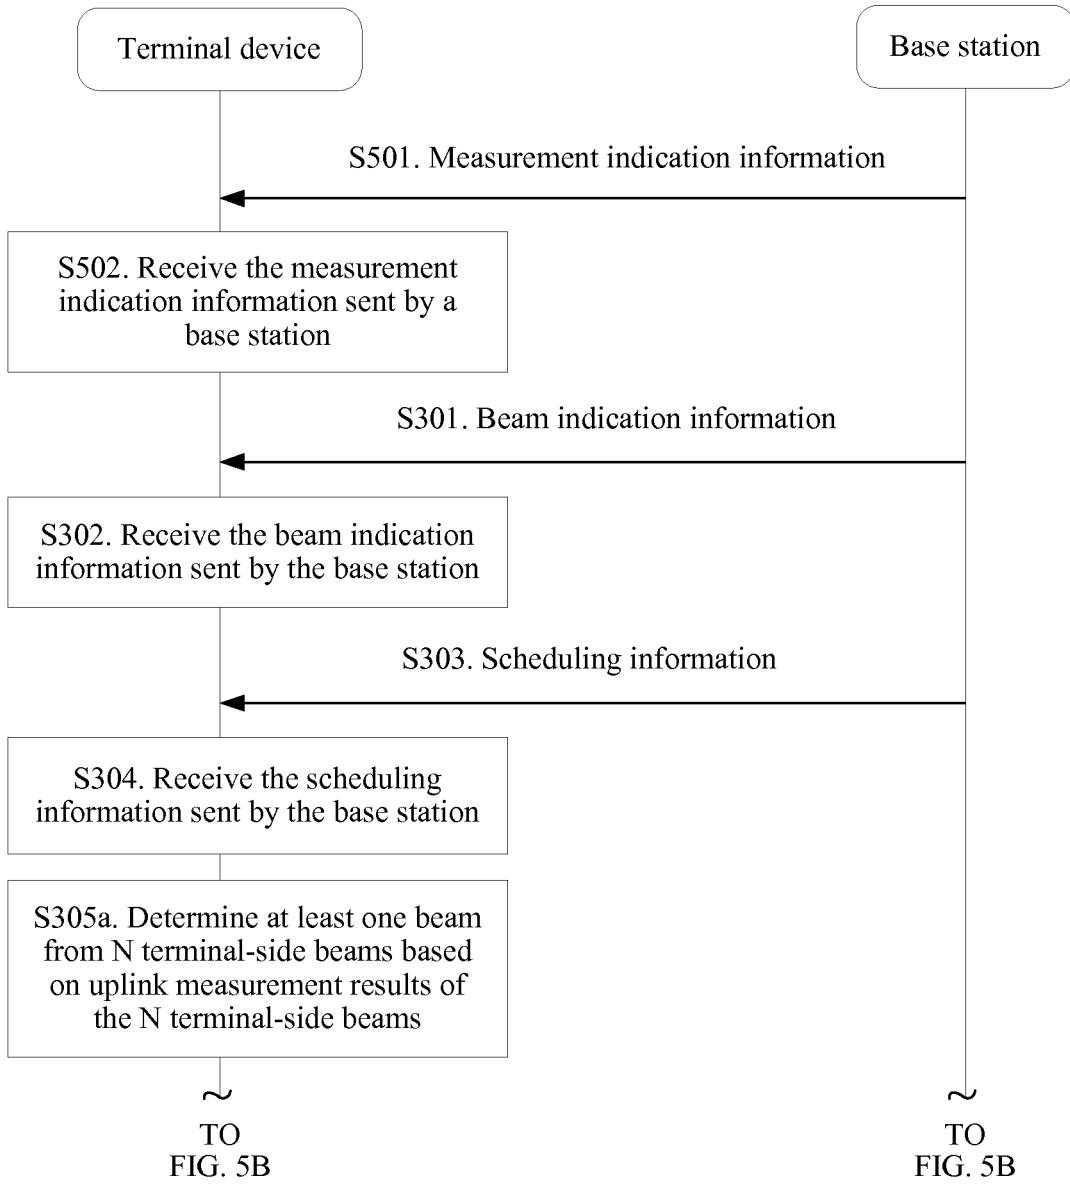 Terminal device
Base station
S501. Measurement indication information
S502. Receive the measurement
indication information sent by a
base station
S301. Beam indication information
S302. Receive the beam indication
information sent by the base station
S303. Scheduling information
S304. Receive the scheduling
information sent by the base station
S305a. Determine at least one beam
from N terminal-side beams based
on uplink measurement results of
the N terminal-side beams
TO
FIG. 5B
TO
FIG. 5B